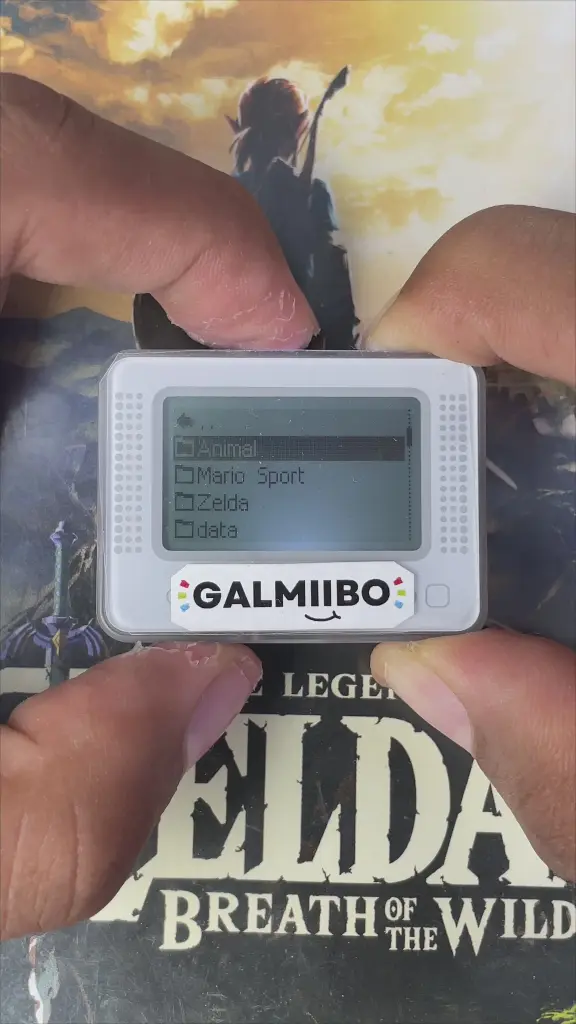 ..
Animal
Mario Sport
Zelda
data
GALMIIBO
LEGE
ELDA
BREATH OF THE WILD